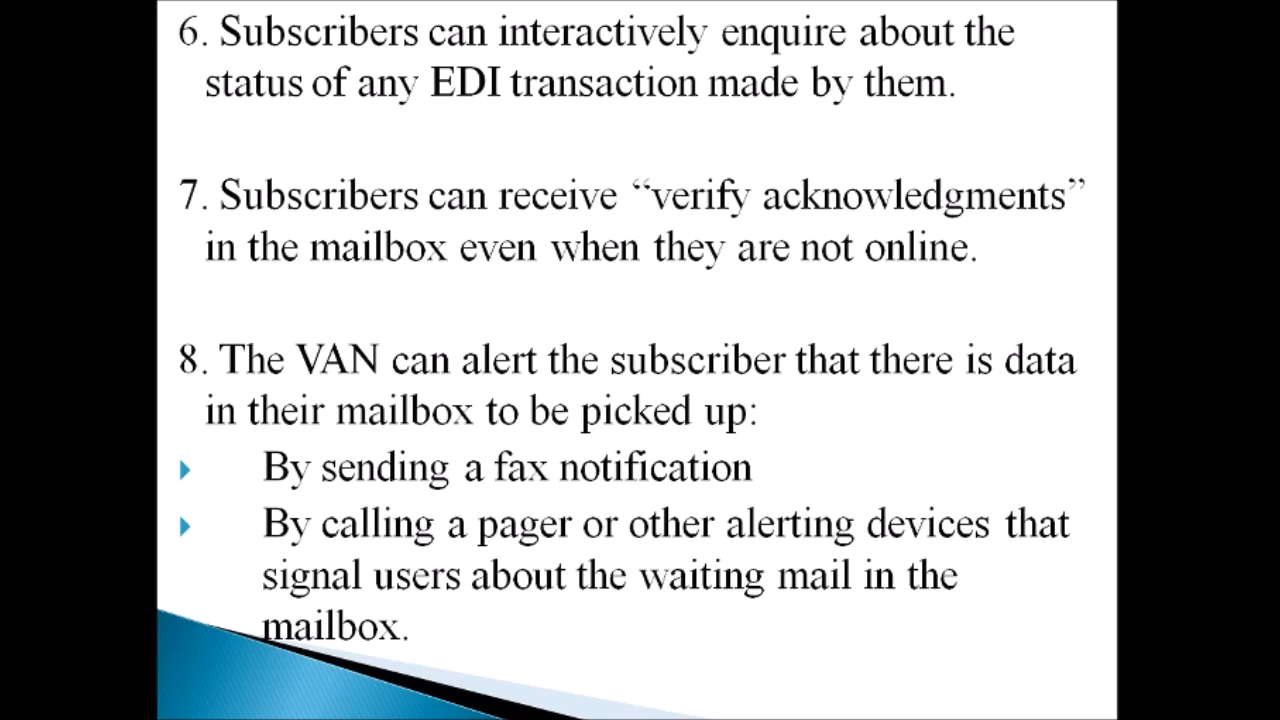 6. Subscribers can interactively enquire about the
status of any EDI transaction made by them.
7. Subscribers can receive “verify acknowledgments”
in the mailbox even when they are not online.
8. The VAN can alert the subscriber that there is data
in their mailbox to be picked up:
By sending a fax notification
By calling a pager or other alerting devices that
signal users about the waiting mail in the
mailbox.